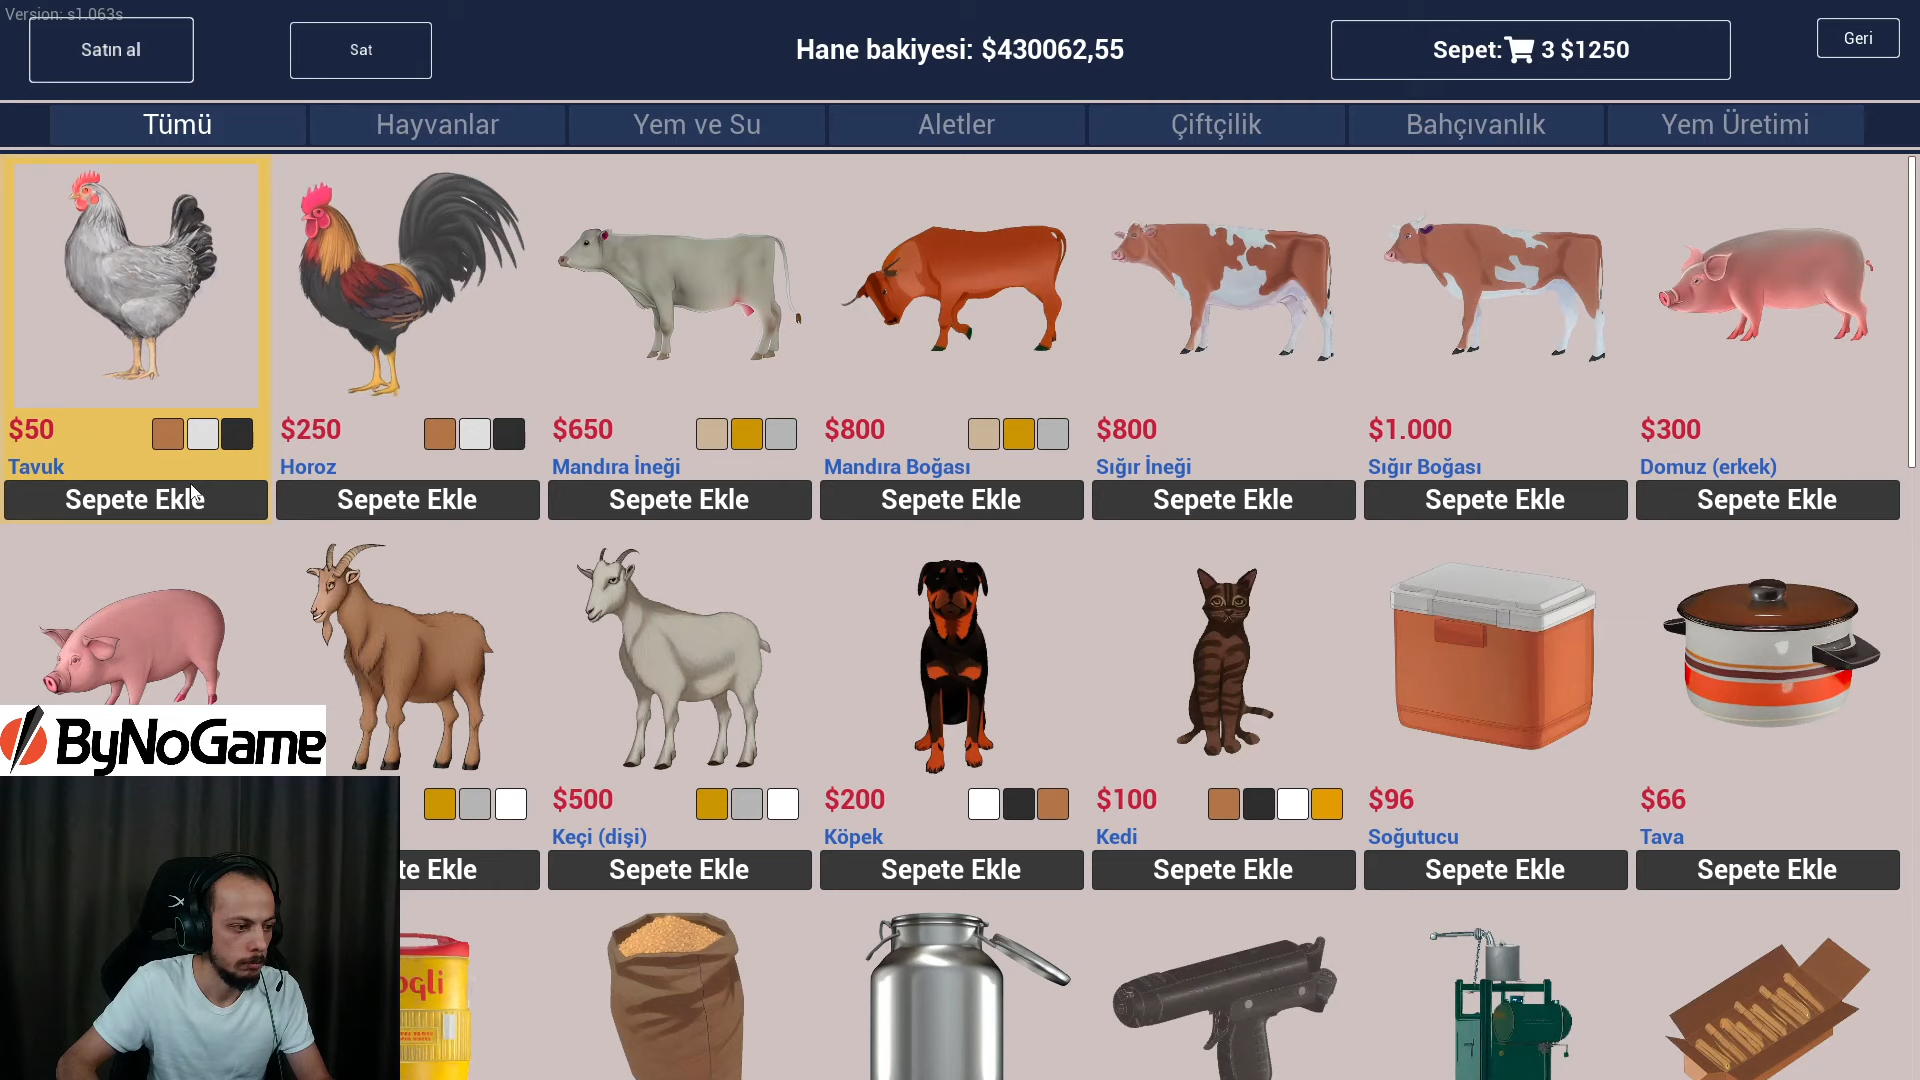 Version: s1.063s
Satın al
Sat
Hane bakiyesi: $430062,55
Sepet: 3 $1250
Geri
Tümü
Hayvanlar
Yem ve Su
Aletler
Çiftçilik
Bahçıvanlık
Yem Üretimi
$50
Tavuk
Sepete Ekle
$250
Horoz
Sepete Ekle
$650
Mandıra İneği
Sepete Ekle
$800
Mandıra Boğası
Sepete Ekle
$800
Sığır İneği
Sepete Ekle
$1.000
Sığır Boğası
Sepete Ekle
$300
Domuz (erkek)
Sepete Ekle
ByNoGame
te Ekle
$500
Keçi (dişi)
Sepete Ekle
$200
Köpek
Sepete Ekle
$100
Kedi
Sepete Ekle
$96
Soğutucu
Sepete Ekle
$66
Tava
Sepete Ekle